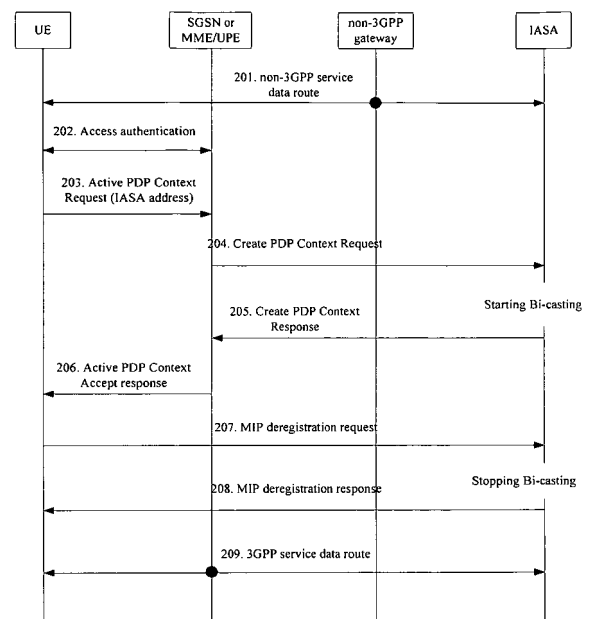 UE
SGSN or
MME/UPE
non-3GPP
gateway
IASA
201. non-3GPP service
data route
202. Access authentication
203. Active PDP Context
Request (IASA address)
204. Create PDP Context Request
Starting Bi-casting
205. Create PDP Context
Response
206. Active PDP Context
Accept response
207. MIP deregistration request
Stopping Bi-casting
208. MIP deregistration response
209. 3GPP service data route